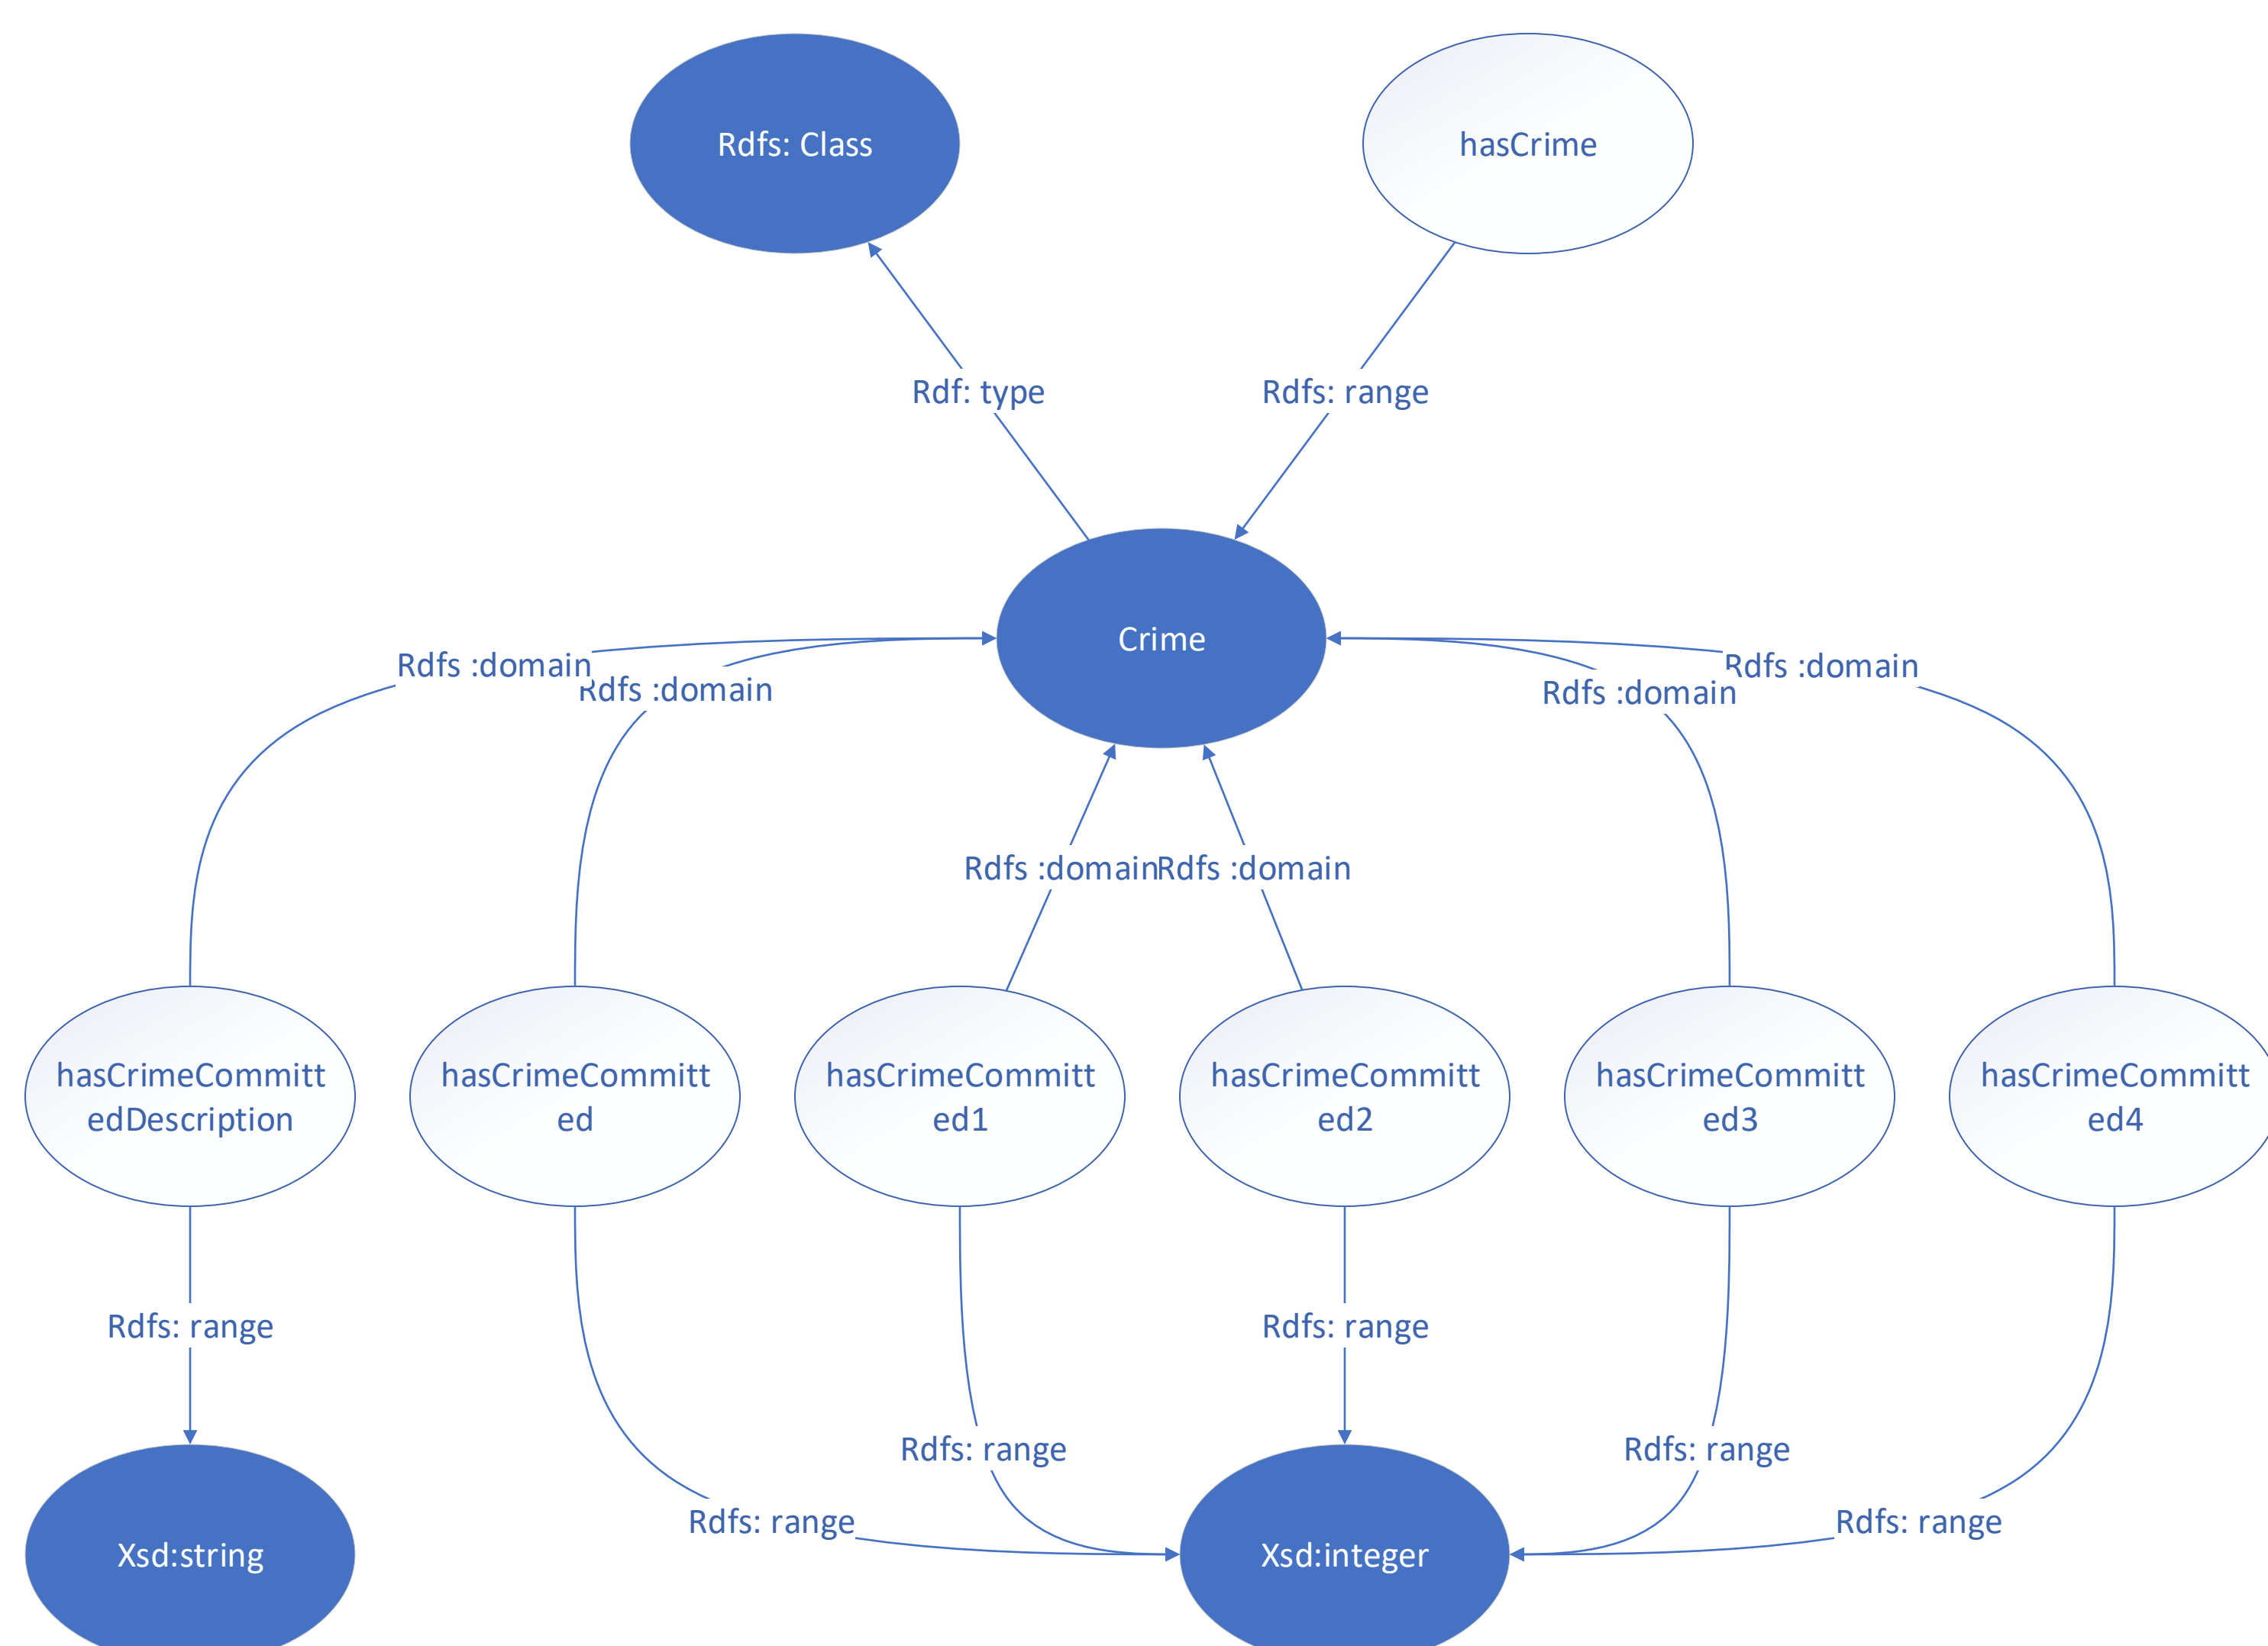 Rdfs: Class
hasCrime
Rdf: type
Rdfs: range
Crime
Rdfs :domain
Rdfs :domain
Rdfs :domain
Rdfs :domain
Rdfs :domain
Rdfs :domain
hasCrimeCommitt
edDescription
hasCrimeCommitt
ed
hasCrimeCommitt
ed1
hasCrimeCommitt
ed2
hasCrimeCommitt
ed3
hasCrimeCommitt
ed4
Rdfs: range
Rdfs: range
Rdfs: range
Rdfs: range
Rdfs: range
Rdfs: range
Xsd:string
Xsd:integer